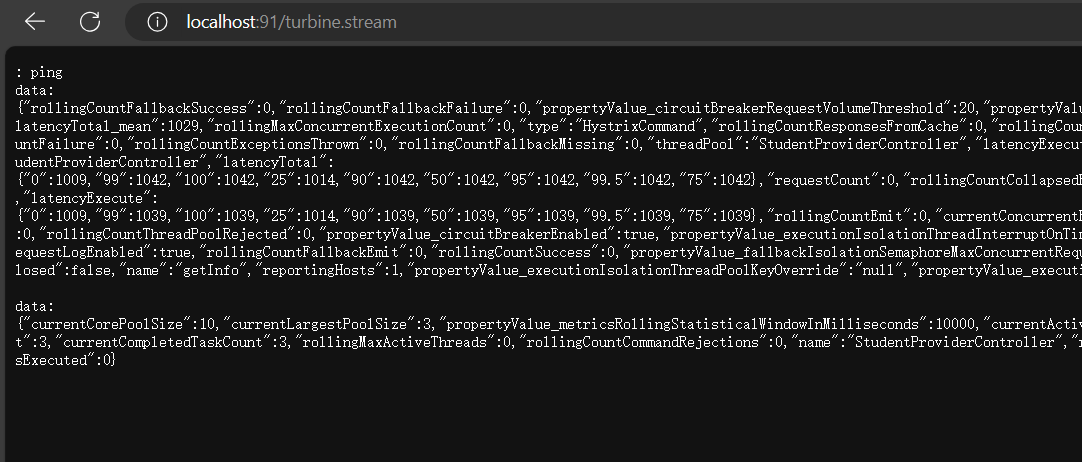 localhost:91/turbine.stream
: ping
data:
{"rollingCountFallbackSuccess":0,"rollingCountFallbackFailure":0,"propertyValue_circuitBreakerRequestVolumeThreshold":20,"propertyValu
latencyTotal_mean":1029,"rollingMaxConcurrentExecutionCount":0,"type":"HystrixCommand","rollingCountResponsesFromCache":0,"rollingCou
untFailure":0,"rollingCountExceptionsThrown":0,"rollingCountFallbackMissing":0,"threadPool":"StudentProviderController","latencyExecut
udentProviderController","latencyTotal":
{"0":1009,"99":1042,"100":1042,"25":1014,"90":1042,"50":1042,"95":1042,"99.5":1042,"75":1042},"requestCount":0,"rollingCountCollapsedR
,"latencyExecute":
{"0":1009,"99":1039,"100":1039,"25":1014,"90":1039,"50":1039,"95":1039,"99.5":1039,"75":1039},"rollingCountEmit":0,"currentConcurrentE
:0,"rollingCountThreadPoolRejected":0,"propertyValue_circuitBreakerEnabled":true,"propertyValue_executionIsolationThreadInterruptOnTim
equestLogEnabled":true,"rollingCountFallbackEmit":0,"rollingCountSuccess":0,"propertyValue_fallbackIsolationSemaphoreMaxConcurrentRequ
losed":false,"name":"getInfo","reportingHosts":1,"propertyValue_executionIsolationThreadPoolKeyOverride":"null","propertyValue_executi
data:
{"currentCorePoolSize":10,"currentLargestPoolSize":3,"propertyValue_metricsRollingStatisticalWindowInMilliseconds":10000,"currentActiv
t":3,"currentCompletedTaskCount":3,"rollingMaxActiveThreads":0,"rollingCountCommandRejections":0,"name":"StudentProviderController","r
sExecuted":0}